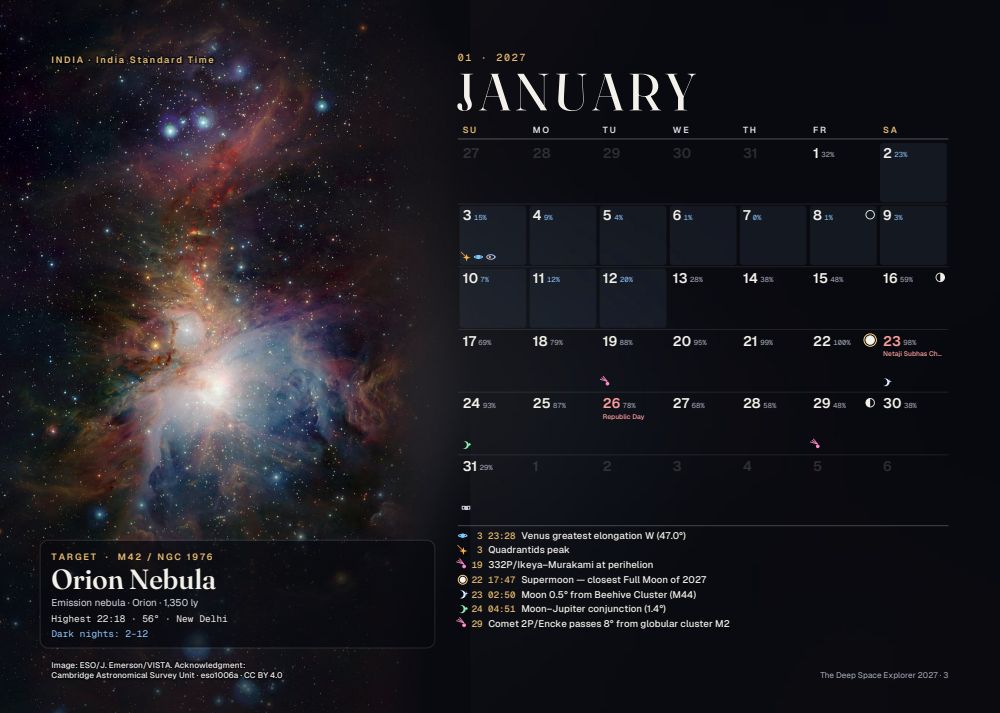 INDIA · India Standard Time
TARGET · M42 / NGC 1976
Orion Nebula
Emission nebula · Orion · 1,350 ly
Highest 22:18 · 56° · New Delhi
Dark nights: 2–12
Image: ESO/J. Emerson/VISTA. Acknowledgment:
Cambridge Astronomical Survey Unit · eso1006a · CC BY 4.0
01 · 2027
JANUARY
SU MO TU WE TH FR SA
27 28 29 30 31 1 32% 2 23%
3 15% 4 9% 5 4% 6 1% 7 0% 8 1% 9 3%
10 7% 11 12% 12 20% 13 28% 14 38% 15 48% 16 59%
17 69% 18 79% 19 88% 20 95% 21 99% 22 100% 23 98%
Netaji Subhas Ch…
24 93% 25 87% 26 78% 27 68% 28 58% 29 48% 30 38%
Republic Day
31 29% 1 2 3 4 5 6
3 23:28 Venus greatest elongation W (47.0°)
3 Quadrantids peak
19 332P/Ikeya–Murakami at perihelion
22 17:47 Supermoon — closest Full Moon of 2027
23 02:50 Moon 0.5° from Beehive Cluster (M44)
24 04:51 Moon–Jupiter conjunction (1.4°)
29 Comet 2P/Encke passes 8° from globular cluster M2
The Deep Space Explorer 2027 · 3